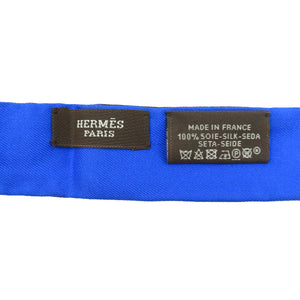 HERMÈS
PARIS
MADE IN FRANCE
100% SOIE-SILK-SEDA
SETA-SEIDE